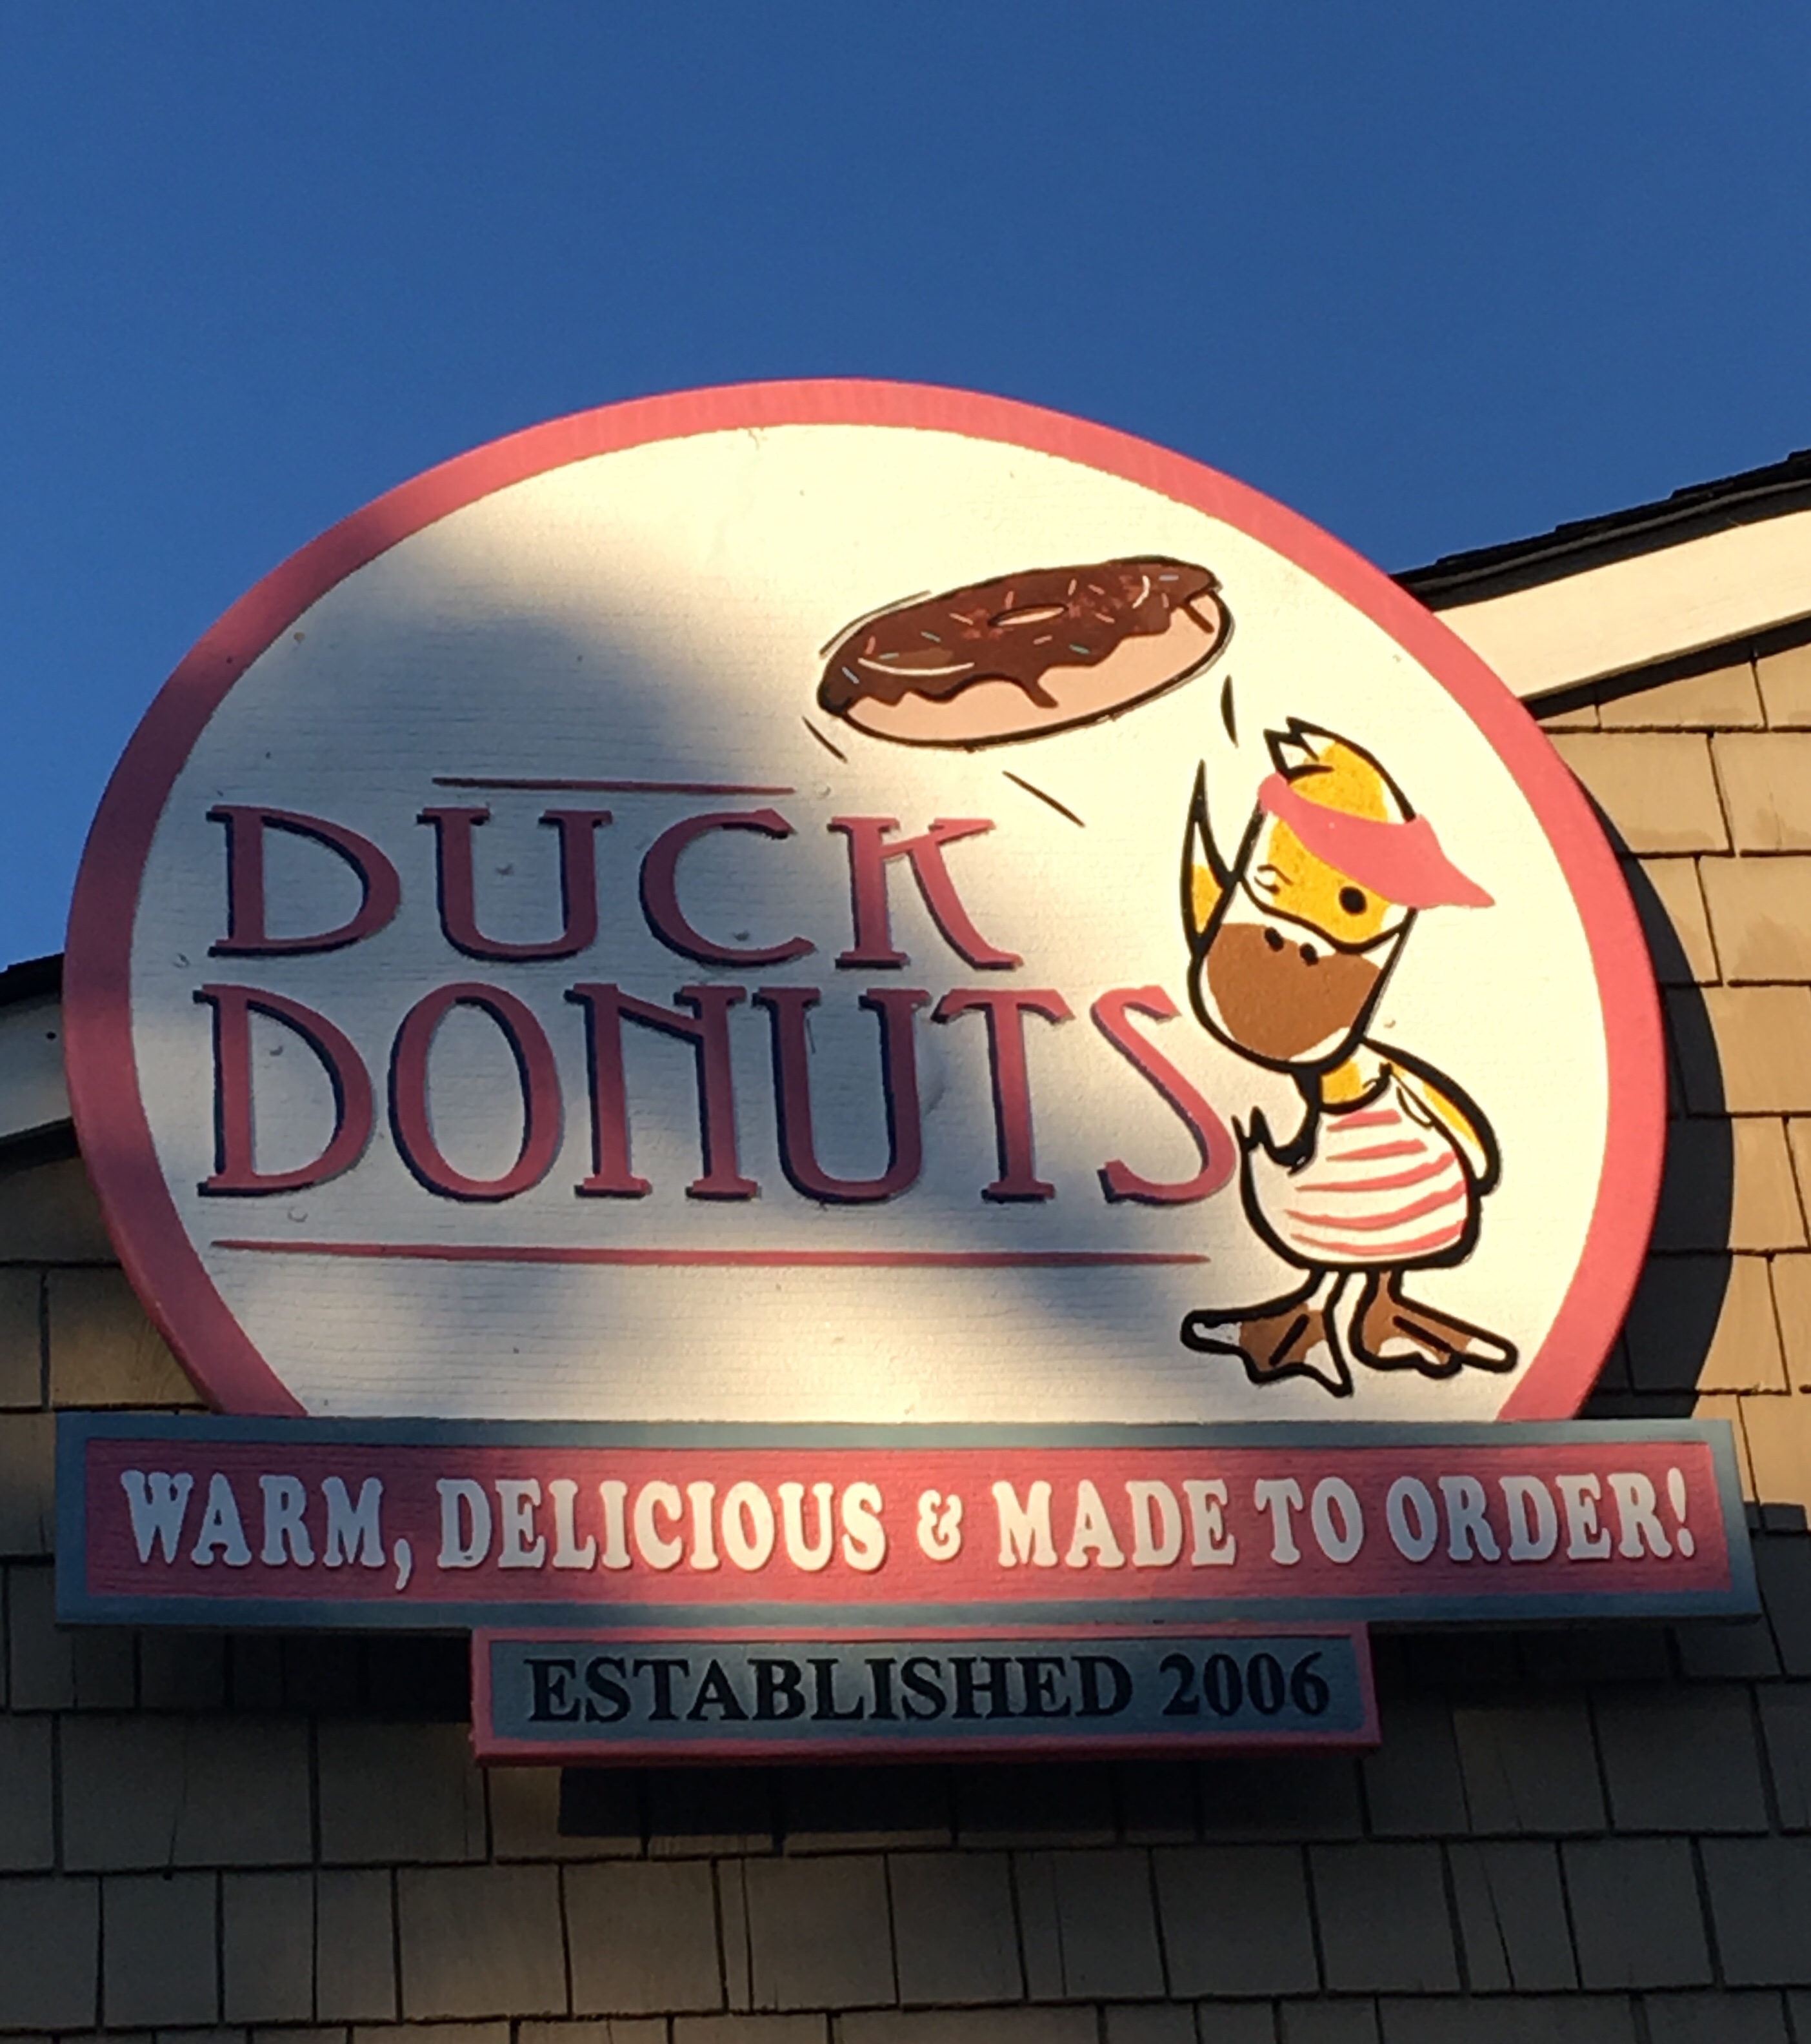 DUCK
DONUTS
WARM, DELICIOUS & MADE TO ORDER!
ESTABLISHED 2006